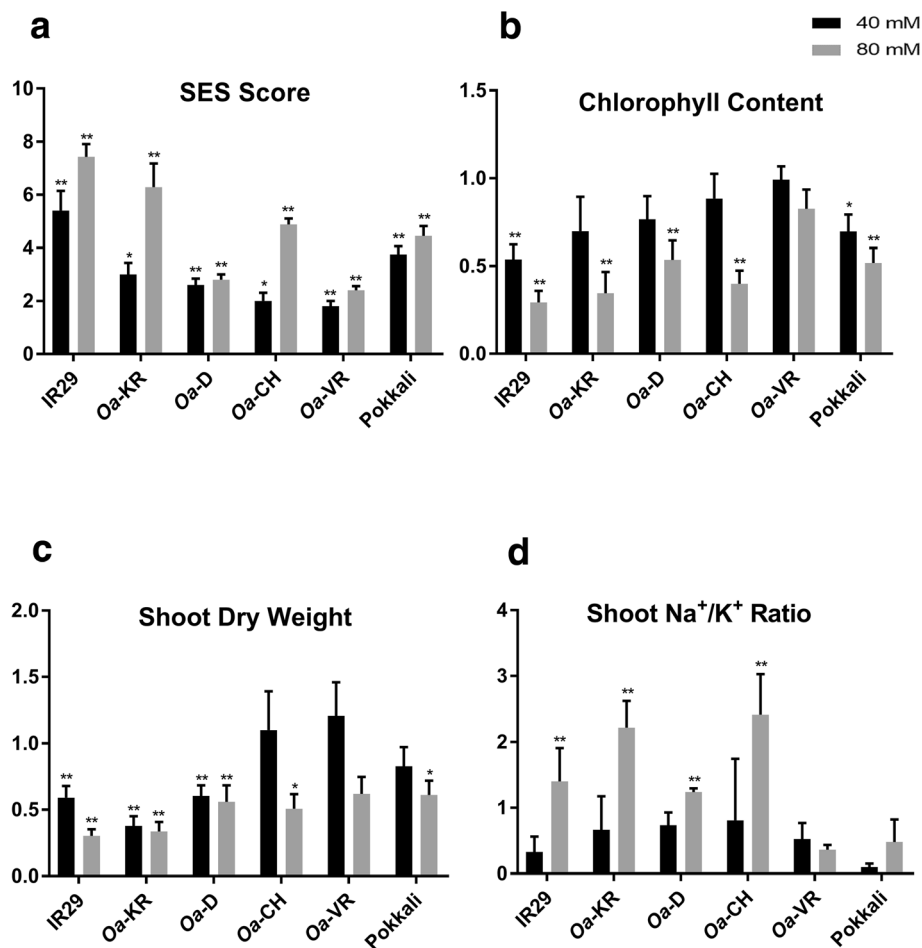 a
SES Score
10
8
6
4
2
0
** ** * ** ** ** * ** ** ** ** **
IR29 Oa-KR Oa-D Oa-CH Oa-VR Pokkali
b
40 mM
80 mM
Chlorophyll Content
1.5
1.0
0.5
0.0
** ** ** ** ** * **
IR29 Oa-KR Oa-D Oa-CH Oa-VR Pokkali
c
Shoot Dry Weight
2.0
1.5
1.0
0.5
0.0
** ** ** ** ** ** * *
IR29 Oa-KR Oa-D Oa-CH Oa-VR Pokkali
d
Shoot Na⁺/K⁺ Ratio
4
3
2
1
0
** ** ** **
IR29 Oa-KR Oa-D Oa-CH Oa-VR Pokkali